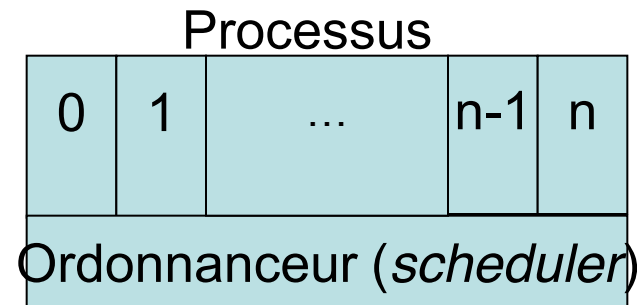 Processus
0 1 ... n-1 n
Ordonnanceur (scheduler)